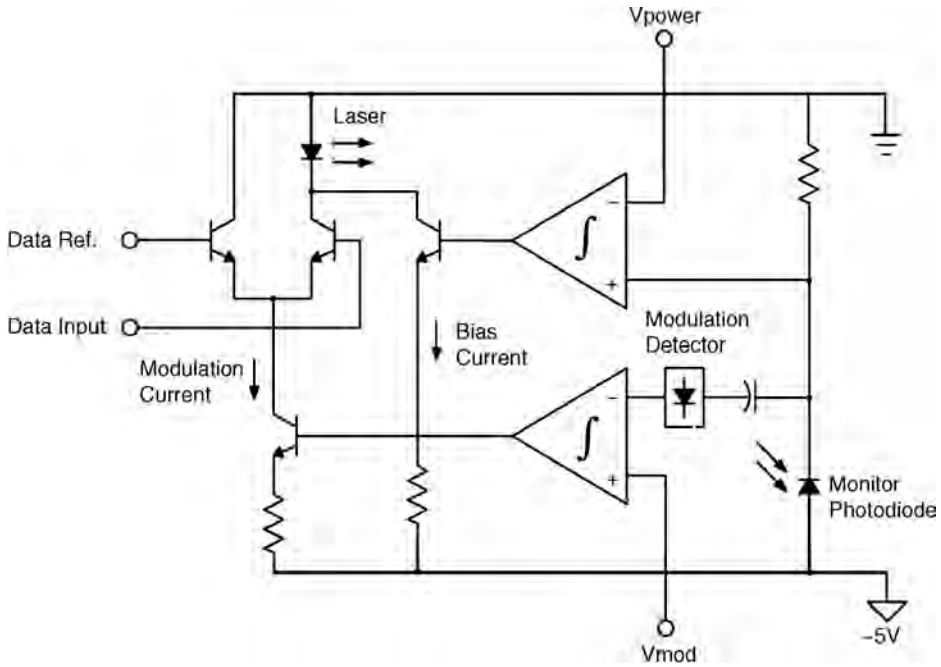 Vpower
Laser
Data Ref.
−
∫
+
Data Input
Bias
Current
Modulation
Detector
Modulation
Current
−
∫
+
Monitor
Photodiode
−5V
Vmod